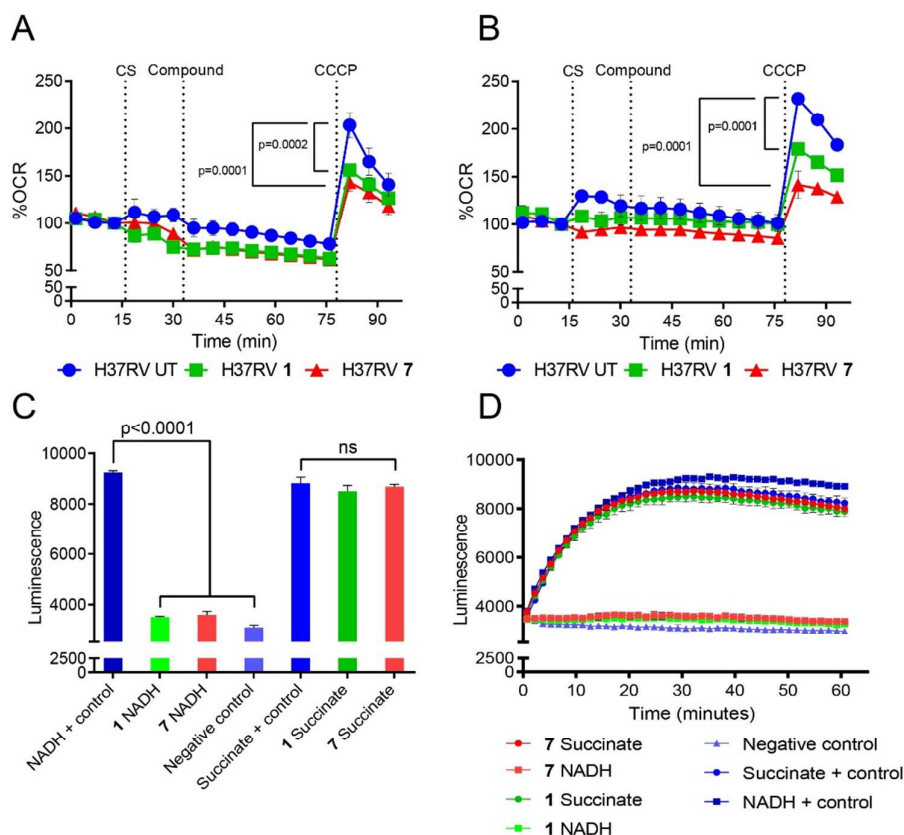 A
CS Compound CCCP
250
200
150
100
50
50
0
%OCR
p=0.0002
p=0.0001
0 15 30 45 60 75 90
Time (min)
H37RV UT H37RV 1 H37RV 7
B
CS Compound CCCP
250
200
150
100
50
50
0
%OCR
p=0.0001
p=0.0001
0 15 30 45 60 75 90
Time (min)
H37RV UT H37RV 1 H37RV 7
C
p<0.0001
ns
10000
8000
6000
4000
2500
0
Luminescence
NADH + control
1 NADH
7 NADH
Negative control
Succinate + control
1 Succinate
7 Succinate
D
10000
8000
6000
4000
2500
0
Luminescence
0 10 20 30 40 50 60
Time (minutes)
7 Succinate
7 NADH
1 Succinate
1 NADH
Negative control
Succinate + control
NADH + control